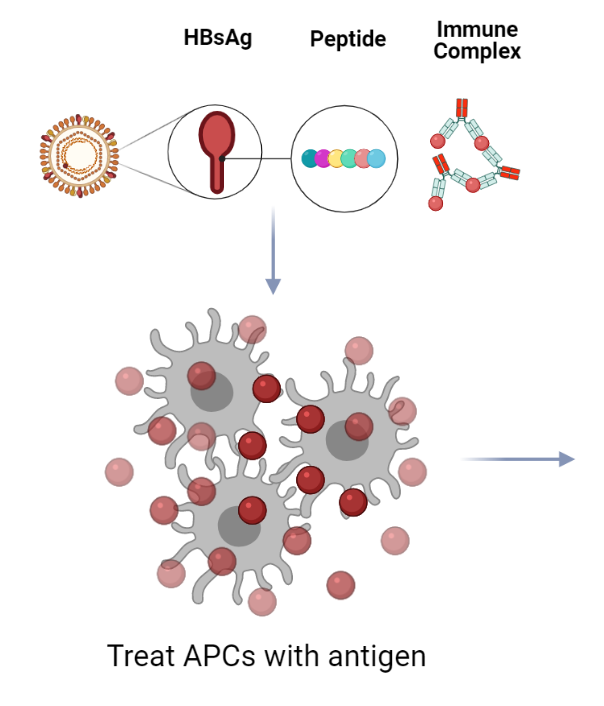 HBsAg
Peptide
Immune
Complex
Treat APCs with antigen